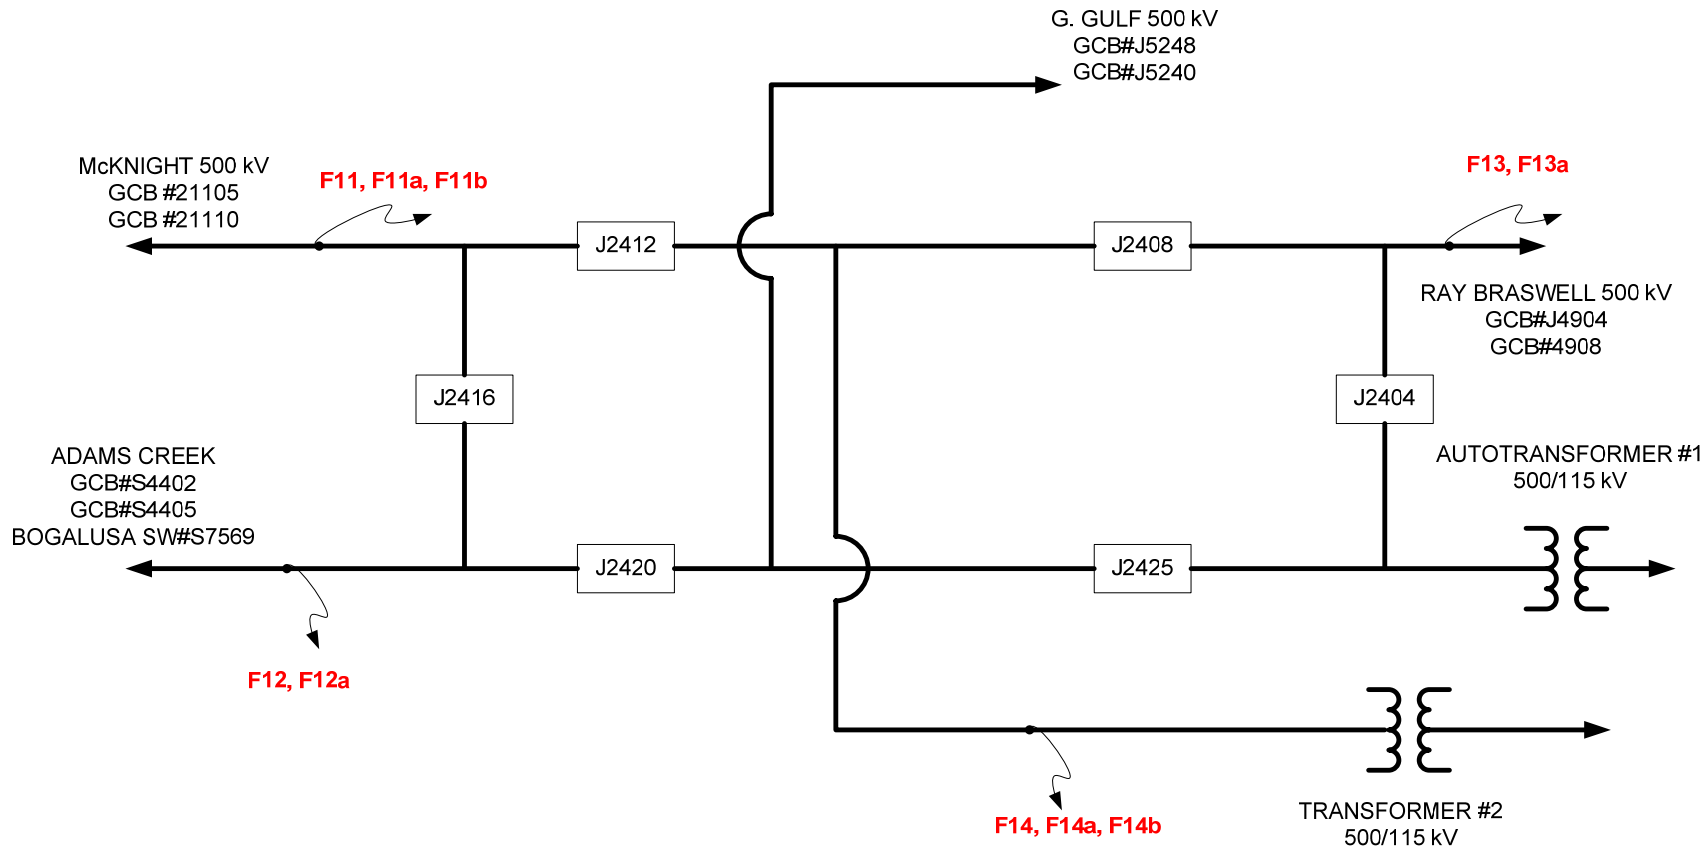 G. GULF 500 kV
GCB#J5248
GCB#J5240
McKNIGHT 500 kV
GCB #21105
GCB #21110
F11, F11a, F11b
F13, F13a
J2412
J2408
RAY BRASWELL 500 kV
GCB#J4904
GCB#4908
J2416
J2404
ADAMS CREEK
GCB#S4402
GCB#S4405
BOGALUSA SW#S7569
AUTOTRANSFORMER #1
500/115 kV
J2420
J2425
F12, F12a
F14, F14a, F14b
TRANSFORMER #2
500/115 kV